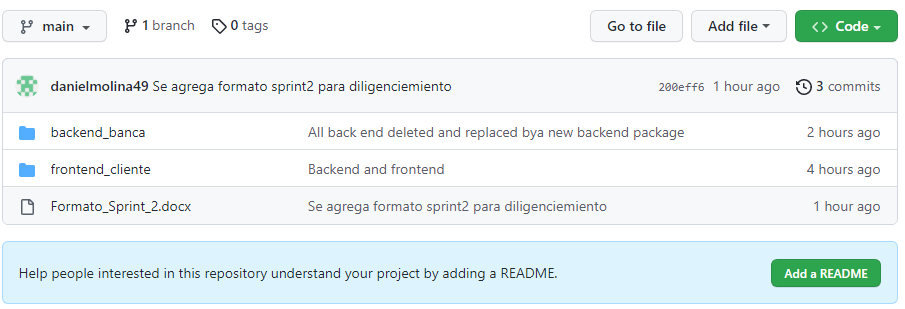 main 1 branch 0 tags Go to file Add file Code
danielmolina49 Se agrega formato sprint2 para diligenciemiento 200eff6 1 hour ago 3 commits
backend_banca All back end deleted and replaced bya new backend package 2 hours ago
frontend_cliente Backend and frontend 4 hours ago
Formato_Sprint_2.docx Se agrega formato sprint2 para diligenciemiento 1 hour ago
Help people interested in this repository understand your project by adding a README. Add a README